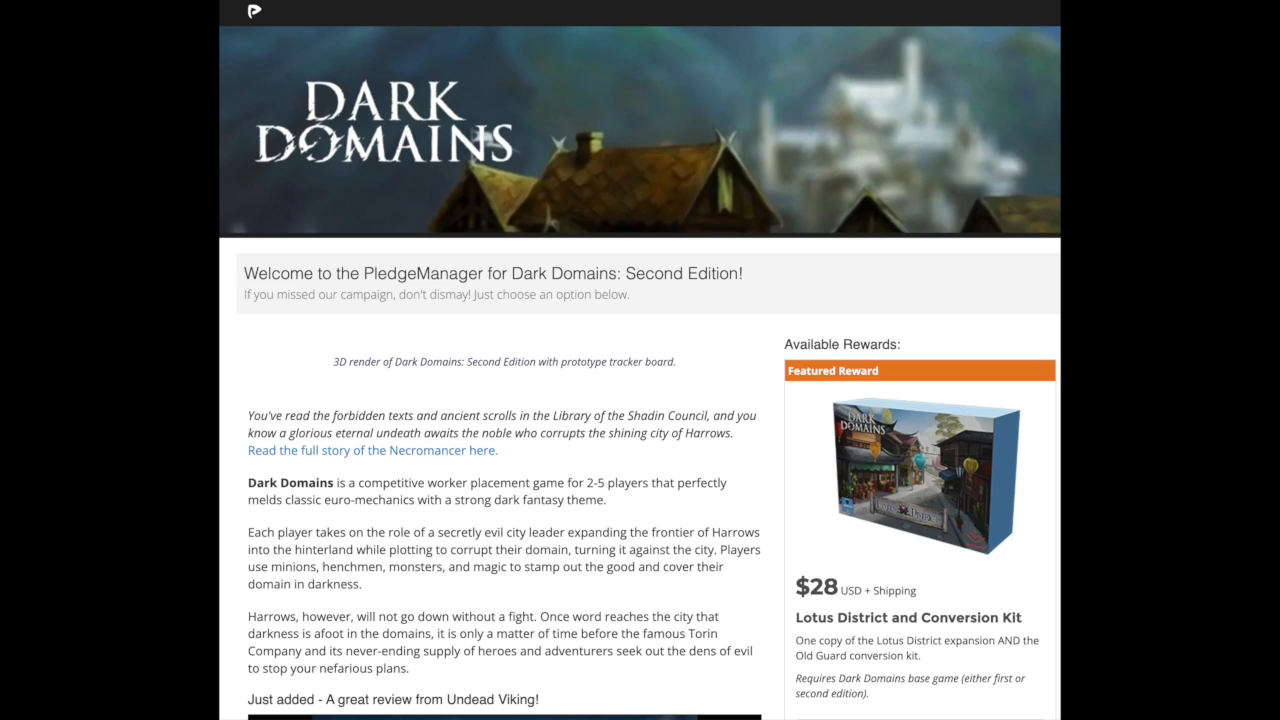 DARK
DOMAINS
Welcome to the PledgeManager for Dark Domains: Second Edition!
If you missed our campaign, don't dismay! Just choose an option below.
3D render of Dark Domains: Second Edition with prototype tracker board.
You've read the forbidden texts and ancient scrolls in the Library of the Shadin Council, and you
know a glorious eternal undeath awaits the noble who corrupts the shining city of Harrows.
Read the full story of the Necromancer here.
Dark Domains is a competitive worker placement game for 2-5 players that perfectly
melds classic euro-mechanics with a strong dark fantasy theme.
Each player takes on the role of a secretly evil city leader expanding the frontier of Harrows
into the hinterland while plotting to corrupt their domain, turning it against the city. Players
use minions, henchmen, monsters, and magic to stamp out the good and cover their
domain in darkness.
Harrows, however, will not go down without a fight. Once word reaches the city that
darkness is afoot in the domains, it is only a matter of time before the famous Torin
Company and its never-ending supply of heroes and adventurers seek out the dens of evil
to stop your nefarious plans.
Just added - A great review from Undead Viking!
Available Rewards:
Featured Reward
DARK
DOMAINS
LOTUS DISTRICT
$28 USD + Shipping
Lotus District and Conversion Kit
One copy of the Lotus District expansion AND the
Old Guard conversion kit.
Requires Dark Domains base game (either first or
second edition).